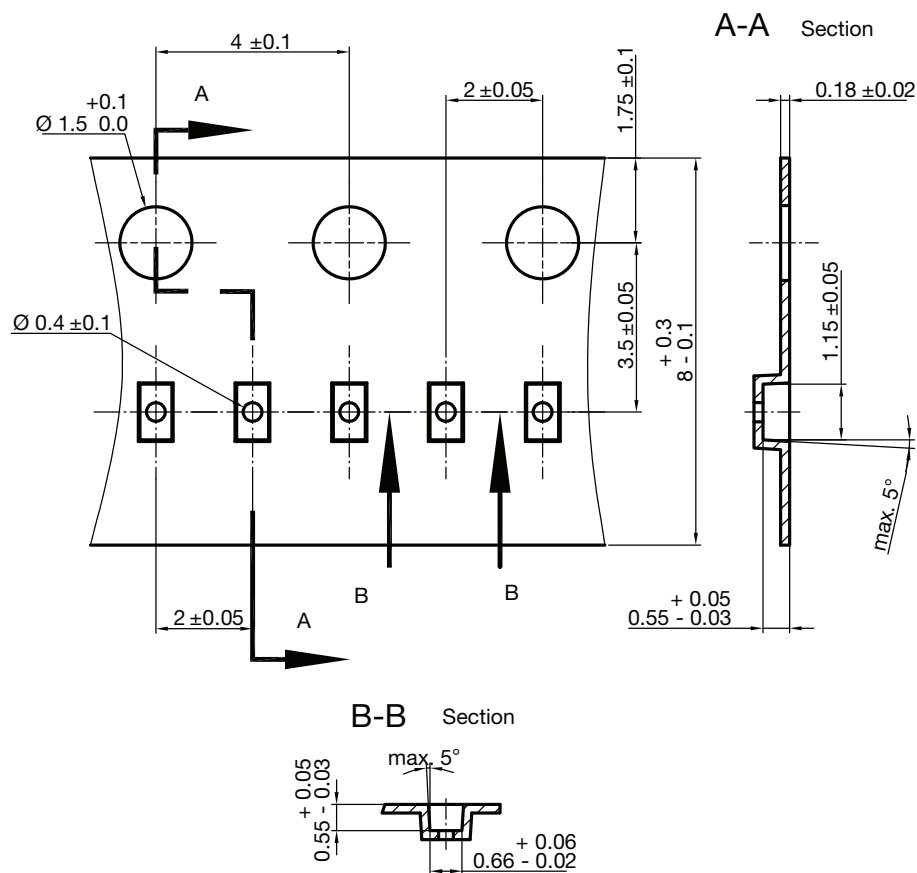 A-A Section
4 ±0.1
+0.1
Ø 1.5 0.0
A
2 ±0.05
1.75 ±0.1
0.18 ±0.02
Ø 0.4 ±0.1
3.5 ±0.05
+ 0.3
8 - 0.1
1.15 ±0.05
max. 5°
B
B
2 ±0.05
A
+ 0.05
0.55 - 0.03
B-B Section
max. 5°
+ 0.05
0.55 - 0.03
+ 0.06
0.66 - 0.02